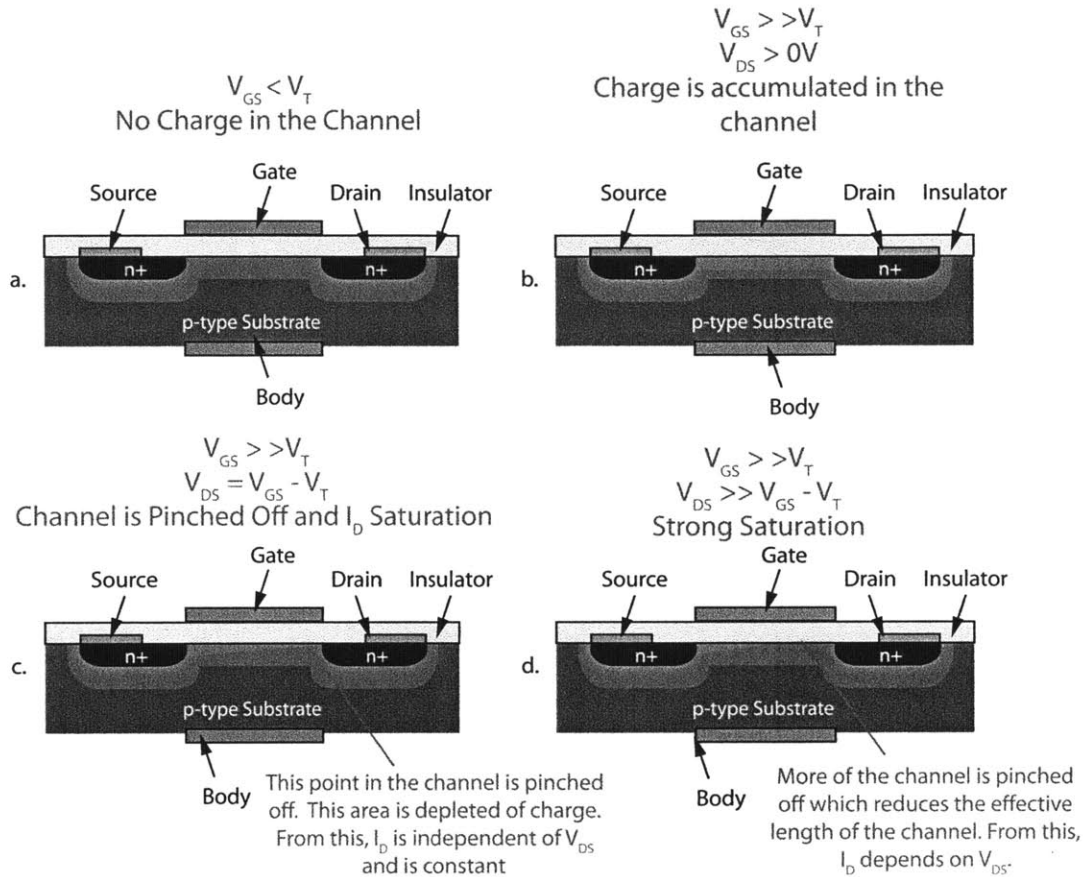 V_GS < V_T
No Charge in the Channel
Gate
Source
Drain
Insulator
n+
n+
a.
p-type Substrate
Body
V_GS > >V_T
V_DS > 0V
Charge is accumulated in the
channel
Gate
Source
Drain
Insulator
n+
n+
b.
p-type Substrate
Body
V_GS > >V_T
V_DS = V_GS - V_T
Channel is Pinched Off and I_D Saturation
Gate
Source
Drain
Insulator
n+
n+
c.
p-type Substrate
Body
This point in the channel is pinched
off. This area is depleted of charge.
From this, I_D is independent of V_DS
and is constant
V_GS > >V_T
V_DS >> V_GS - V_T
Strong Saturation
Gate
Source
Drain
Insulator
n+
n+
d.
p-type Substrate
Body
More of the channel is pinched
off which reduces the effective
length of the channel. From this,
I_D depends on V_DS.